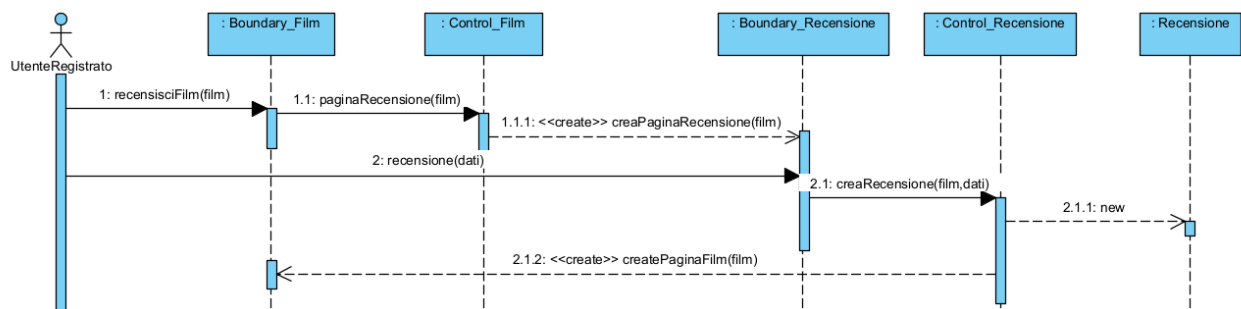 : Boundary_Film
: Control_Film
: Boundary_Recensione
: Control_Recensione
: Recensione
UtenteRegistrato
1: recensisciFilm(film)
1.1: paginaRecensione(film)
1.1.1: <<create>> creaPaginaRecensione(film)
2: recensione(dati)
2.1: creaRecensione(film,dati)
2.1.1: new
2.1.2: <<create>> createPaginaFilm(film)